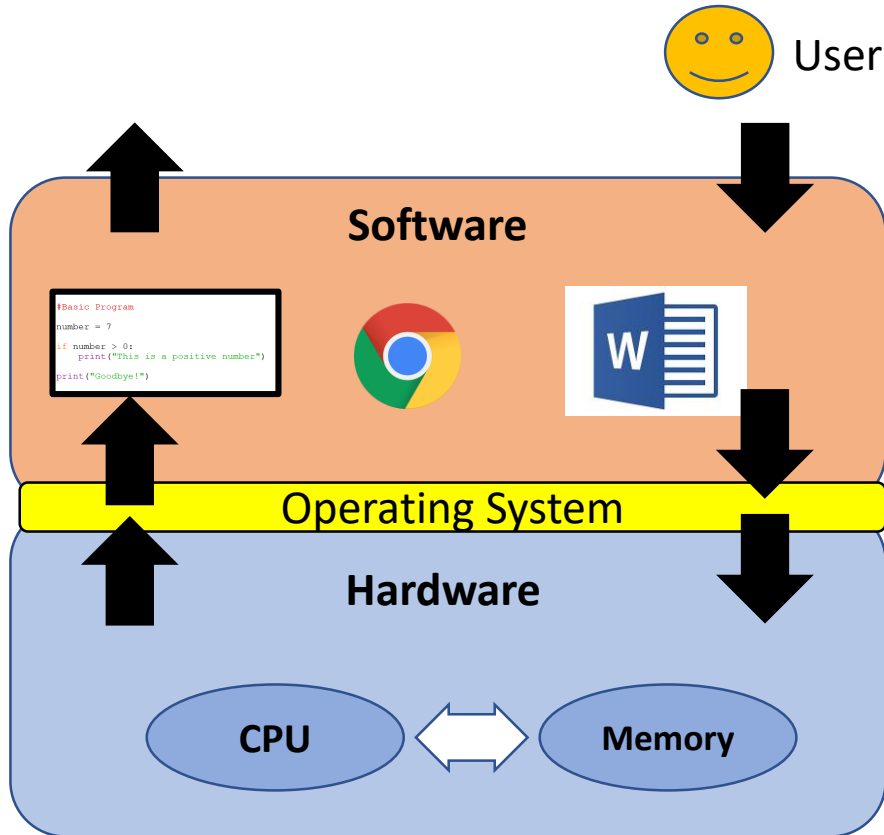 User
Software
#Basic Program
number = 7
if number > 0:
    print("This is a positive number")
print("Goodbye!")
W
Operating System
Hardware
CPU
Memory